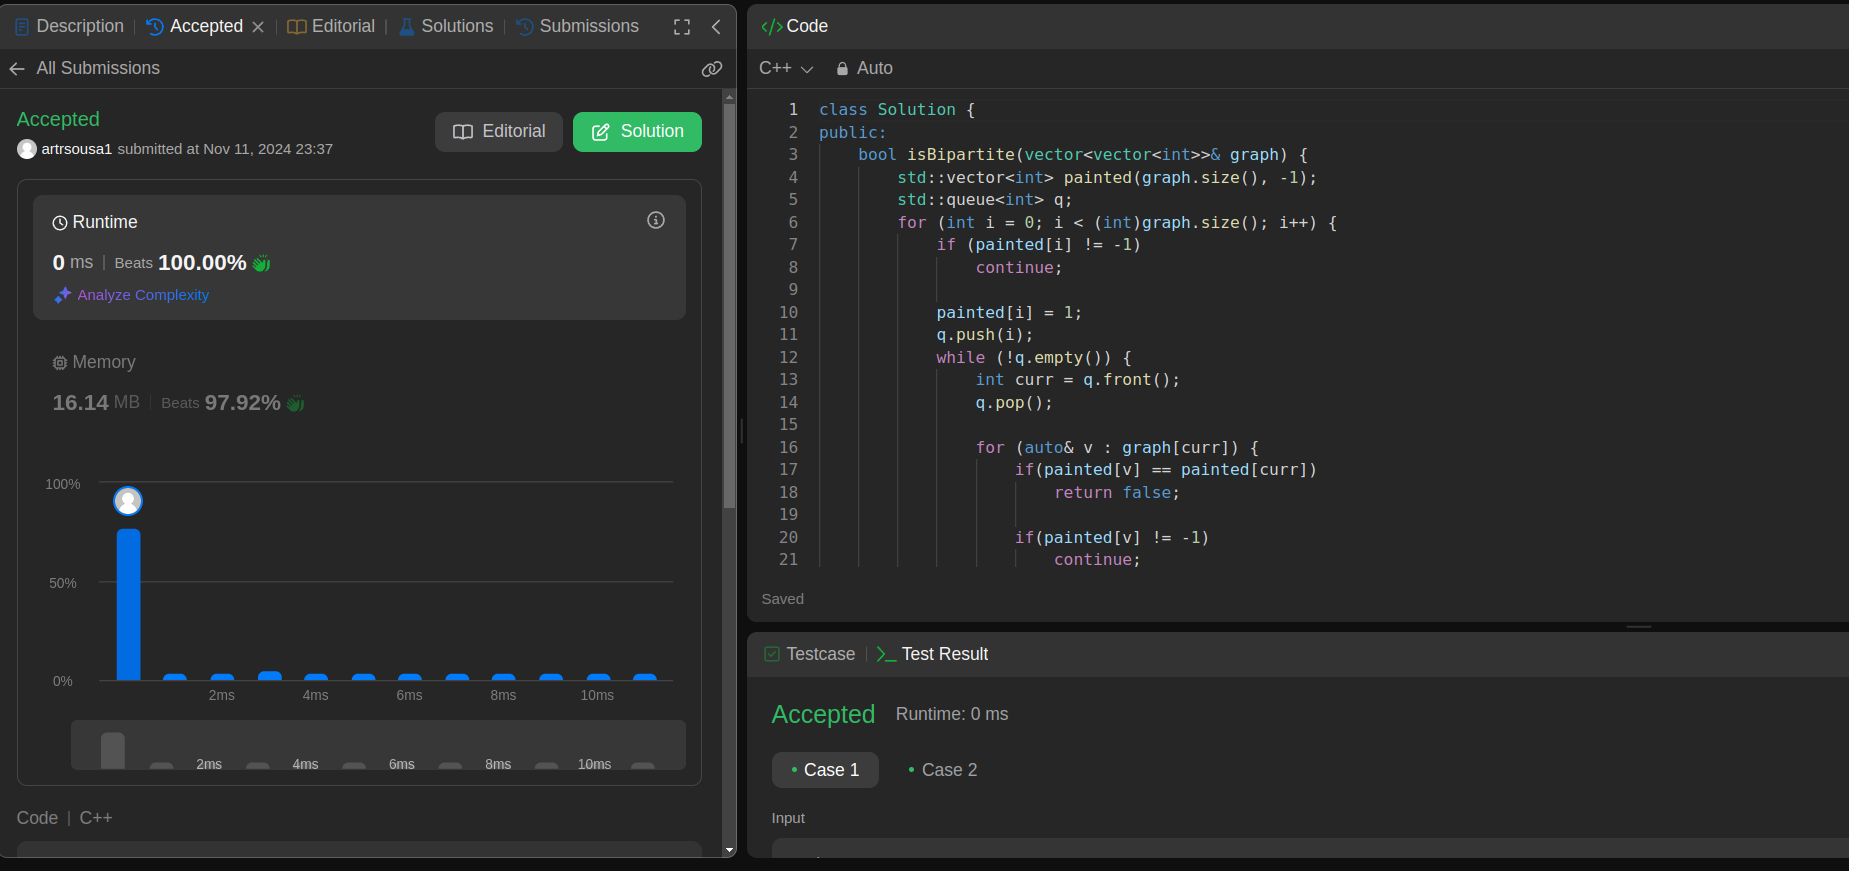 Description | Accepted | Editorial | Solutions | Submissions
All Submissions
Accepted
artrsousa1 submitted at Nov 11, 2024 23:37
Editorial
Solution
Runtime
0 ms | Beats 100.00%
Analyze Complexity
Memory
16.14 MB | Beats 97.92%
100%
50%
0%
2ms 4ms 6ms 8ms 10ms
2ms 4ms 6ms 8ms 10ms
Code | C++
</> Code
C++ Auto
1 class Solution {
2 public:
3     bool isBipartite(vector<vector<int>>& graph) {
4         std::vector<int> painted(graph.size(), -1);
5         std::queue<int> q;
6         for (int i = 0; i < (int)graph.size(); i++) {
7             if (painted[i] != -1)
8                 continue;
9
10             painted[i] = 1;
11             q.push(i);
12             while (!q.empty()) {
13                 int curr = q.front();
14                 q.pop();
15
16                 for (auto& v : graph[curr]) {
17                     if(painted[v] == painted[curr])
18                         return false;
19
20                     if(painted[v] != -1)
21                         continue;
Saved
Testcase | Test Result
Accepted Runtime: 0 ms
• Case 1 • Case 2
Input